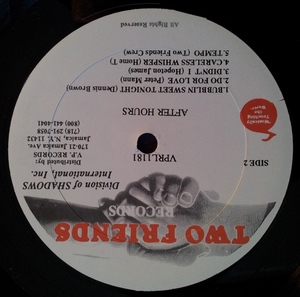 TWO FRIENDS
RECORDS
Division of SHADOWS
International, Inc.
Distributed by:
V.P. RECORDS
Jamaica Ave.
Jamaica, N.Y. 11432
(718) 291-7058
(800) 441-4041
SIDE 2
VPRL1181
AFTER HOURS
1.BUBBLIN SWEET TONIGHT (Dennis Brown)
2.DO FOR LOVE (Peter Mann)
3.DIDN'T I (Hopeton James)
4.CARELESS WHISPER (Home T)
5.TEMPO (Two Friends Crew)
All Rights Reserved